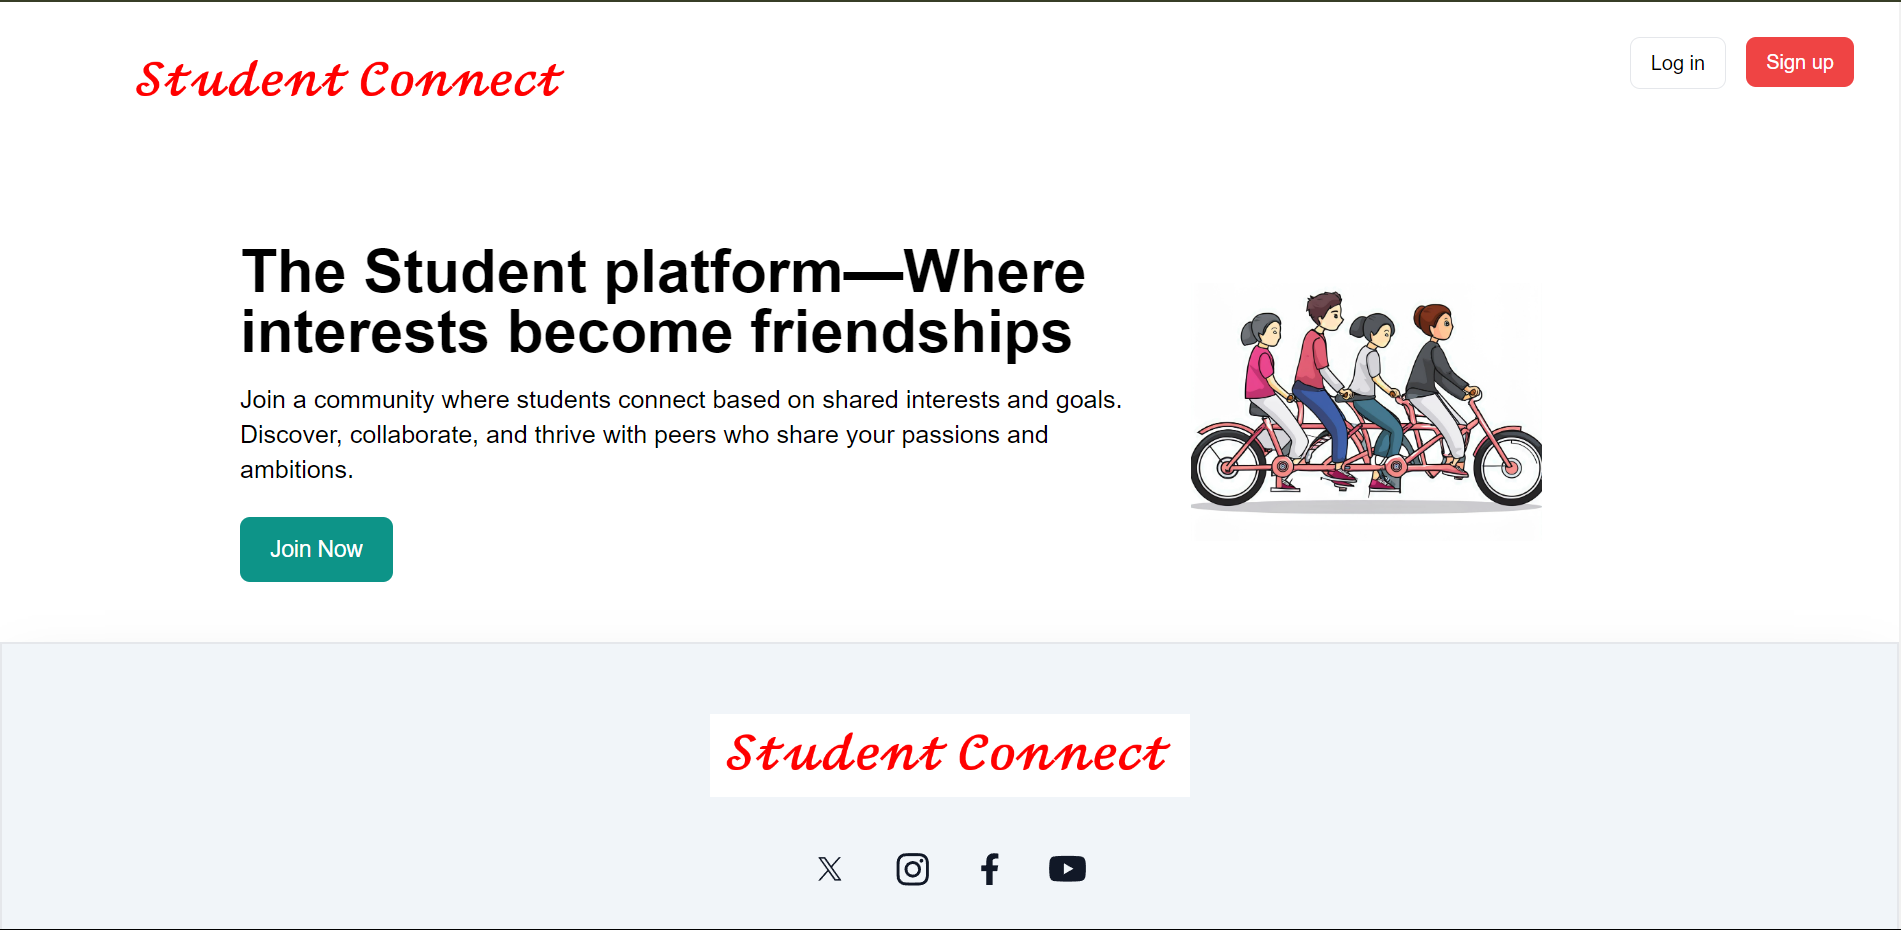 Student Connect
Log in
Sign up
The Student platform—Where
interests become friendships
Join a community where students connect based on shared interests and goals.
Discover, collaborate, and thrive with peers who share your passions and
ambitions.
Join Now
Student Connect